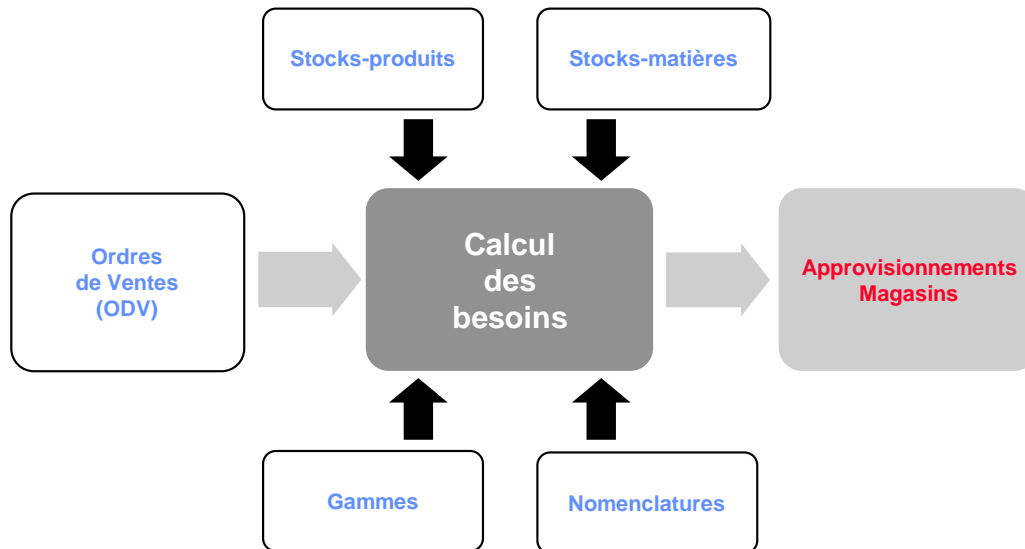 Stocks-produits
Stocks-matières
Ordres
de Ventes
(ODV)
Calcul
des
besoins
Approvisionnements
Magasins
Gammes
Nomenclatures